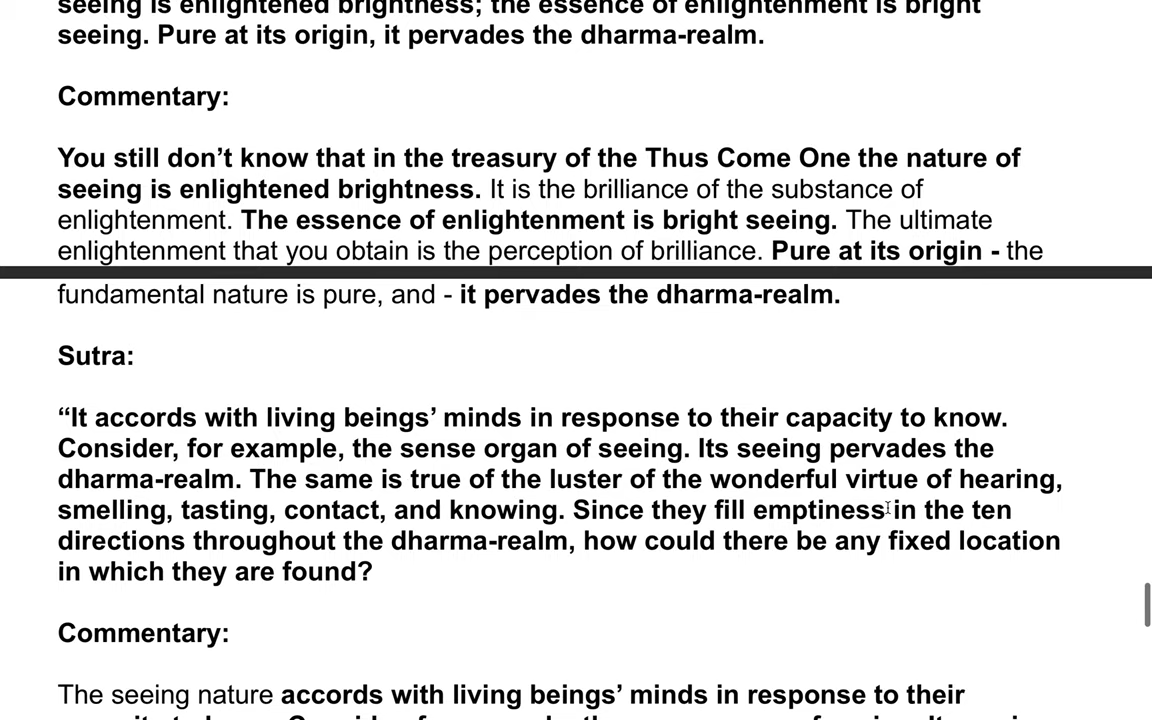 seeing is enlightened brightness; the essence of enlightenment is bright
seeing. Pure at its origin, it pervades the dharma-realm.
Commentary:
You still don’t know that in the treasury of the Thus Come One the nature of
seeing is enlightened brightness. It is the brilliance of the substance of
enlightenment. The essence of enlightenment is bright seeing. The ultimate
enlightenment that you obtain is the perception of brilliance. Pure at its origin - the
fundamental nature is pure, and - it pervades the dharma-realm.
Sutra:
“It accords with living beings’ minds in response to their capacity to know.
Consider, for example, the sense organ of seeing. Its seeing pervades the
dharma-realm. The same is true of the luster of the wonderful virtue of hearing,
smelling, tasting, contact, and knowing. Since they fill emptiness in the ten
directions throughout the dharma-realm, how could there be any fixed location
in which they are found?
Commentary:
The seeing nature accords with living beings’ minds in response to their